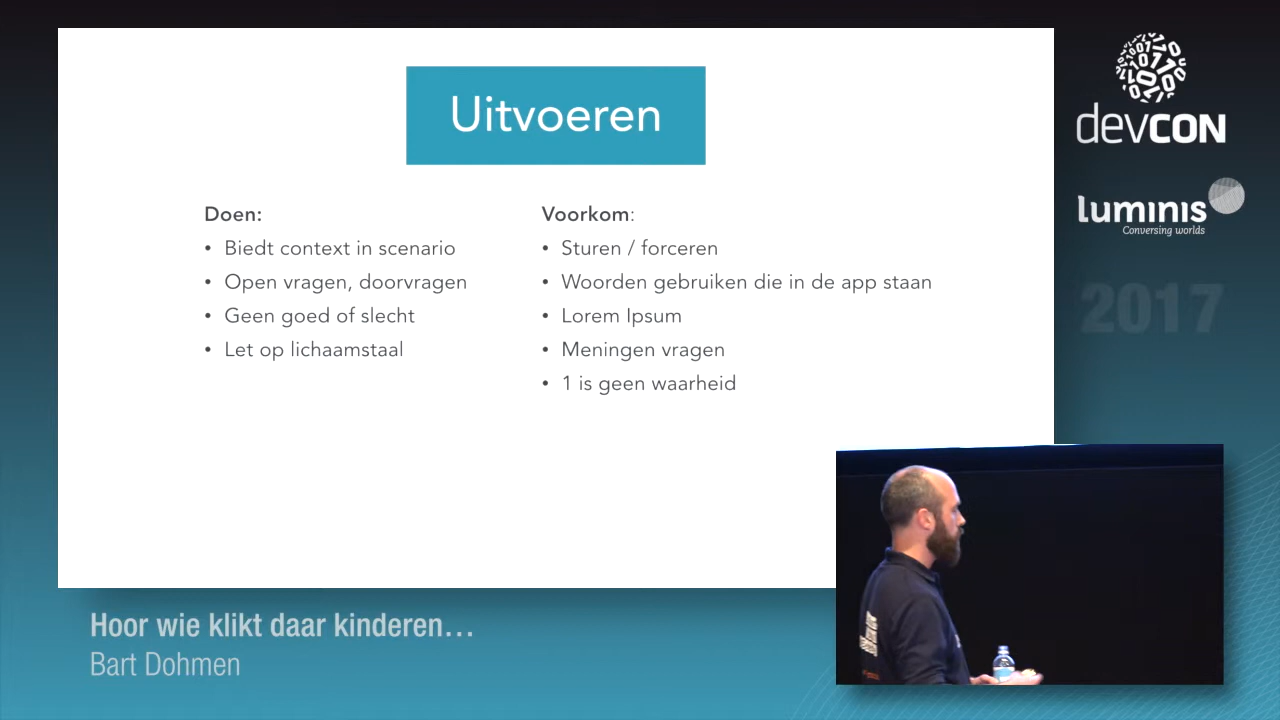 Uitvoeren
Doen:
• Biedt context in scenario
• Open vragen, doorvragen
• Geen goed of slecht
• Let op lichaamstaal
Voorkom:
• Sturen / forceren
• Woorden gebruiken die in de app staan
• Lorem Ipsum
• Meningen vragen
• 1 is geen waarheid
devCON
luminis
Conversing worlds
2017
Hoor wie klikt daar kinderen...
Bart Dohmen